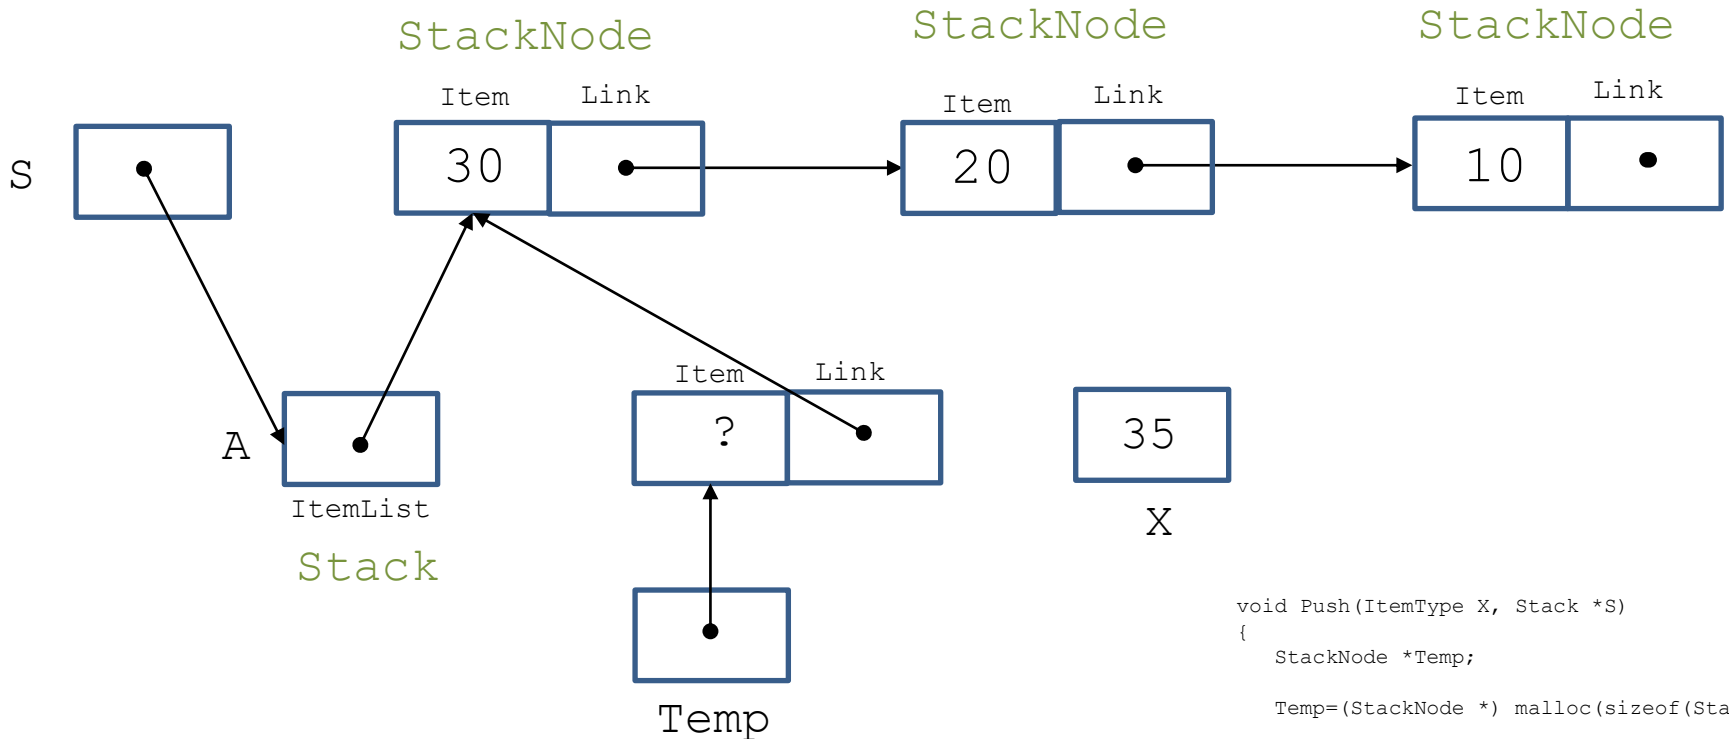 StackNode
StackNode
StackNode
Item Link
Item Link
Item Link
S
30
20
10
Item Link
A
?
35
ItemList
X
Stack
Temp
void Push(ItemType X, Stack *S)
{
StackNode *Temp;
Temp=(StackNode *) malloc(sizeof(Sta